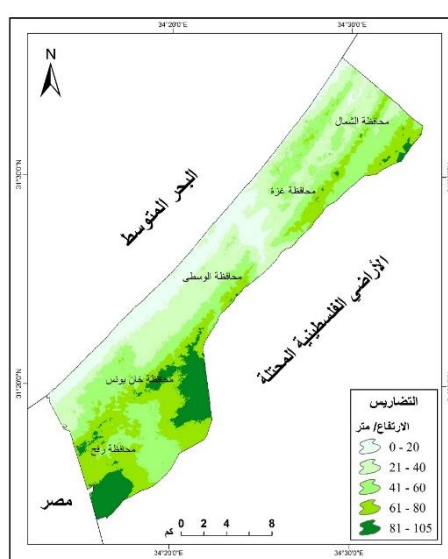 34°20'0"E
34°30'0"E
N
محافظة الشمال
31°30'0"N
محافظة غزة
البحر المتوسط
محافظة الوسطى
الأراضي الفلسطينية المحتلة
31°20'0"N
محافظة خان يونس
محافظة رفح
مصر
التضاريس
الارتفاع/ متر
0 - 20
21 - 40
41 - 60
61 - 80
81 - 105
كم
0 2 4 8
34°20'0"E
34°30'0"E